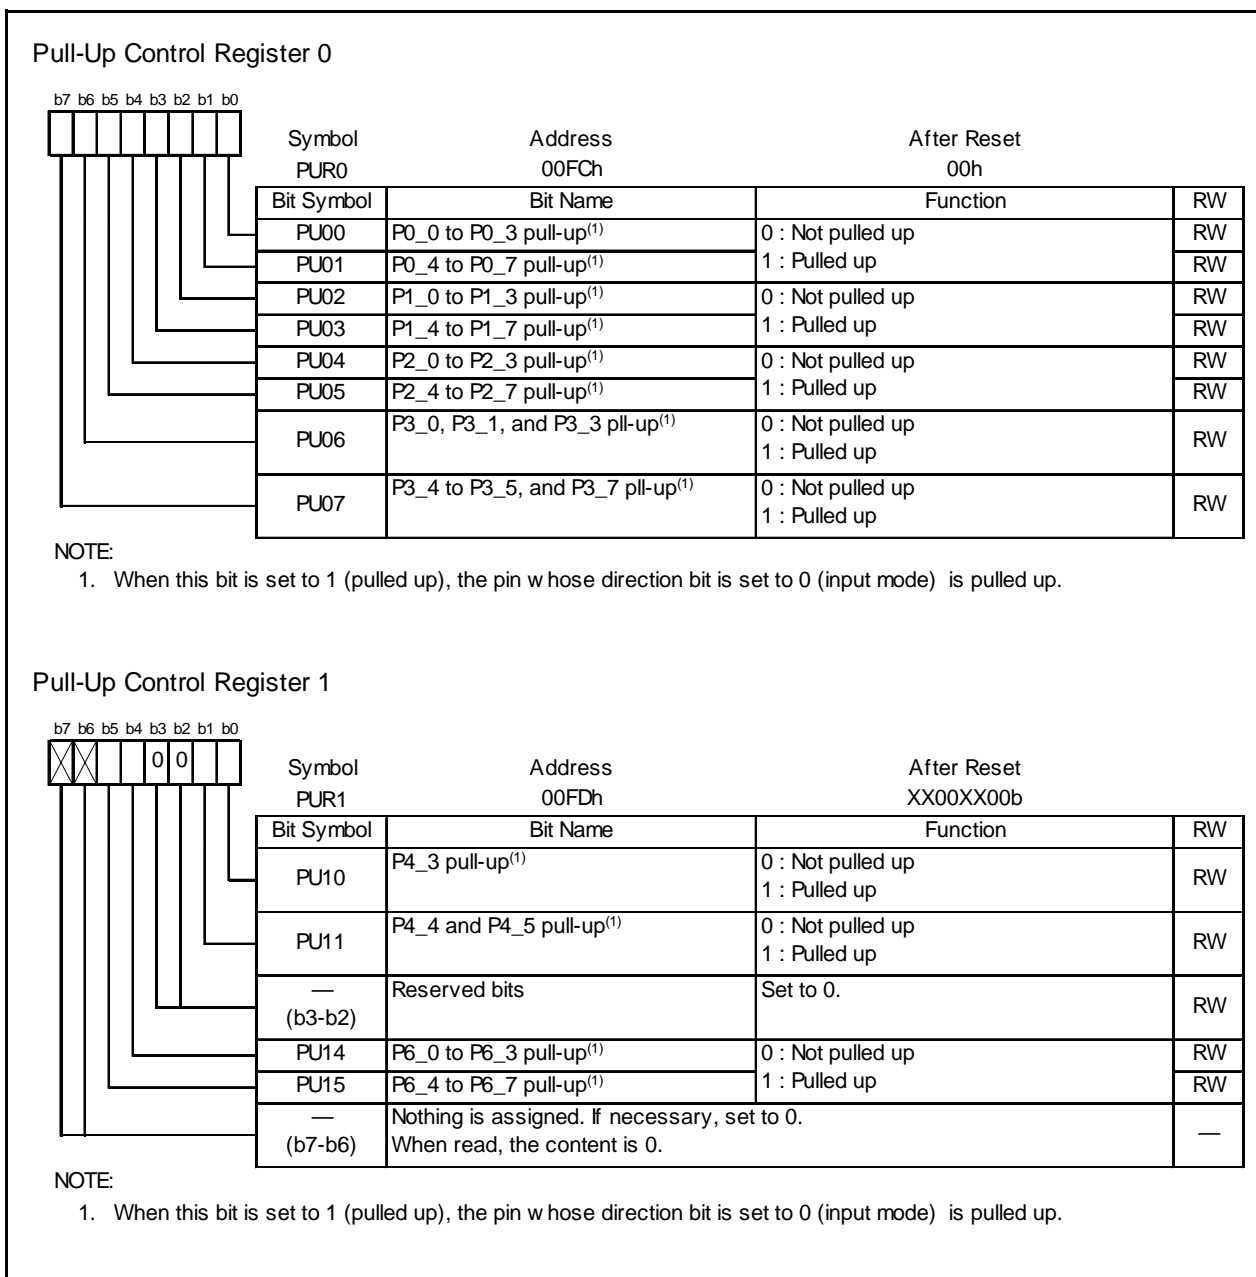 Pull-Up Control Register 0
b7 b6 b5 b4 b3 b2 b1 b0
Symbol Address After Reset
PUR0 00FCh 00h
Bit Symbol Bit Name Function RW
PU00 P0_0 to P0_3 pull-up(1) 0 : Not pulled up RW
PU01 P0_4 to P0_7 pull-up(1) 1 : Pulled up RW
PU02 P1_0 to P1_3 pull-up(1) 0 : Not pulled up RW
PU03 P1_4 to P1_7 pull-up(1) 1 : Pulled up RW
PU04 P2_0 to P2_3 pull-up(1) 0 : Not pulled up RW
PU05 P2_4 to P2_7 pull-up(1) 1 : Pulled up RW
P3_0, P3_1, and P3_3 pll-up(1) 0 : Not pulled up
PU06 RW
1 : Pulled up
P3_4 to P3_5, and P3_7 pll-up(1) 0 : Not pulled up
PU07 RW
1 : Pulled up
NOTE:
1. When this bit is set to 1 (pulled up), the pin w hose direction bit is set to 0 (input mode) is pulled up.
Pull-Up Control Register 1
b7 b6 b5 b4 b3 b2 b1 b0
0 0
Symbol Address After Reset
PUR1 00FDh XX00XX00b
Bit Symbol Bit Name Function RW
P4_3 pull-up(1) 0 : Not pulled up
PU10 RW
1 : Pulled up
P4_4 and P4_5 pull-up(1) 0 : Not pulled up
PU11 RW
1 : Pulled up
— Reserved bits Set to 0.
(b3-b2) RW
PU14 P6_0 to P6_3 pull-up(1) 0 : Not pulled up RW
PU15 P6_4 to P6_7 pull-up(1) 1 : Pulled up RW
— Nothing is assigned. If necessary, set to 0.
(b7-b6) When read, the content is 0. —
NOTE:
1. When this bit is set to 1 (pulled up), the pin w hose direction bit is set to 0 (input mode) is pulled up.